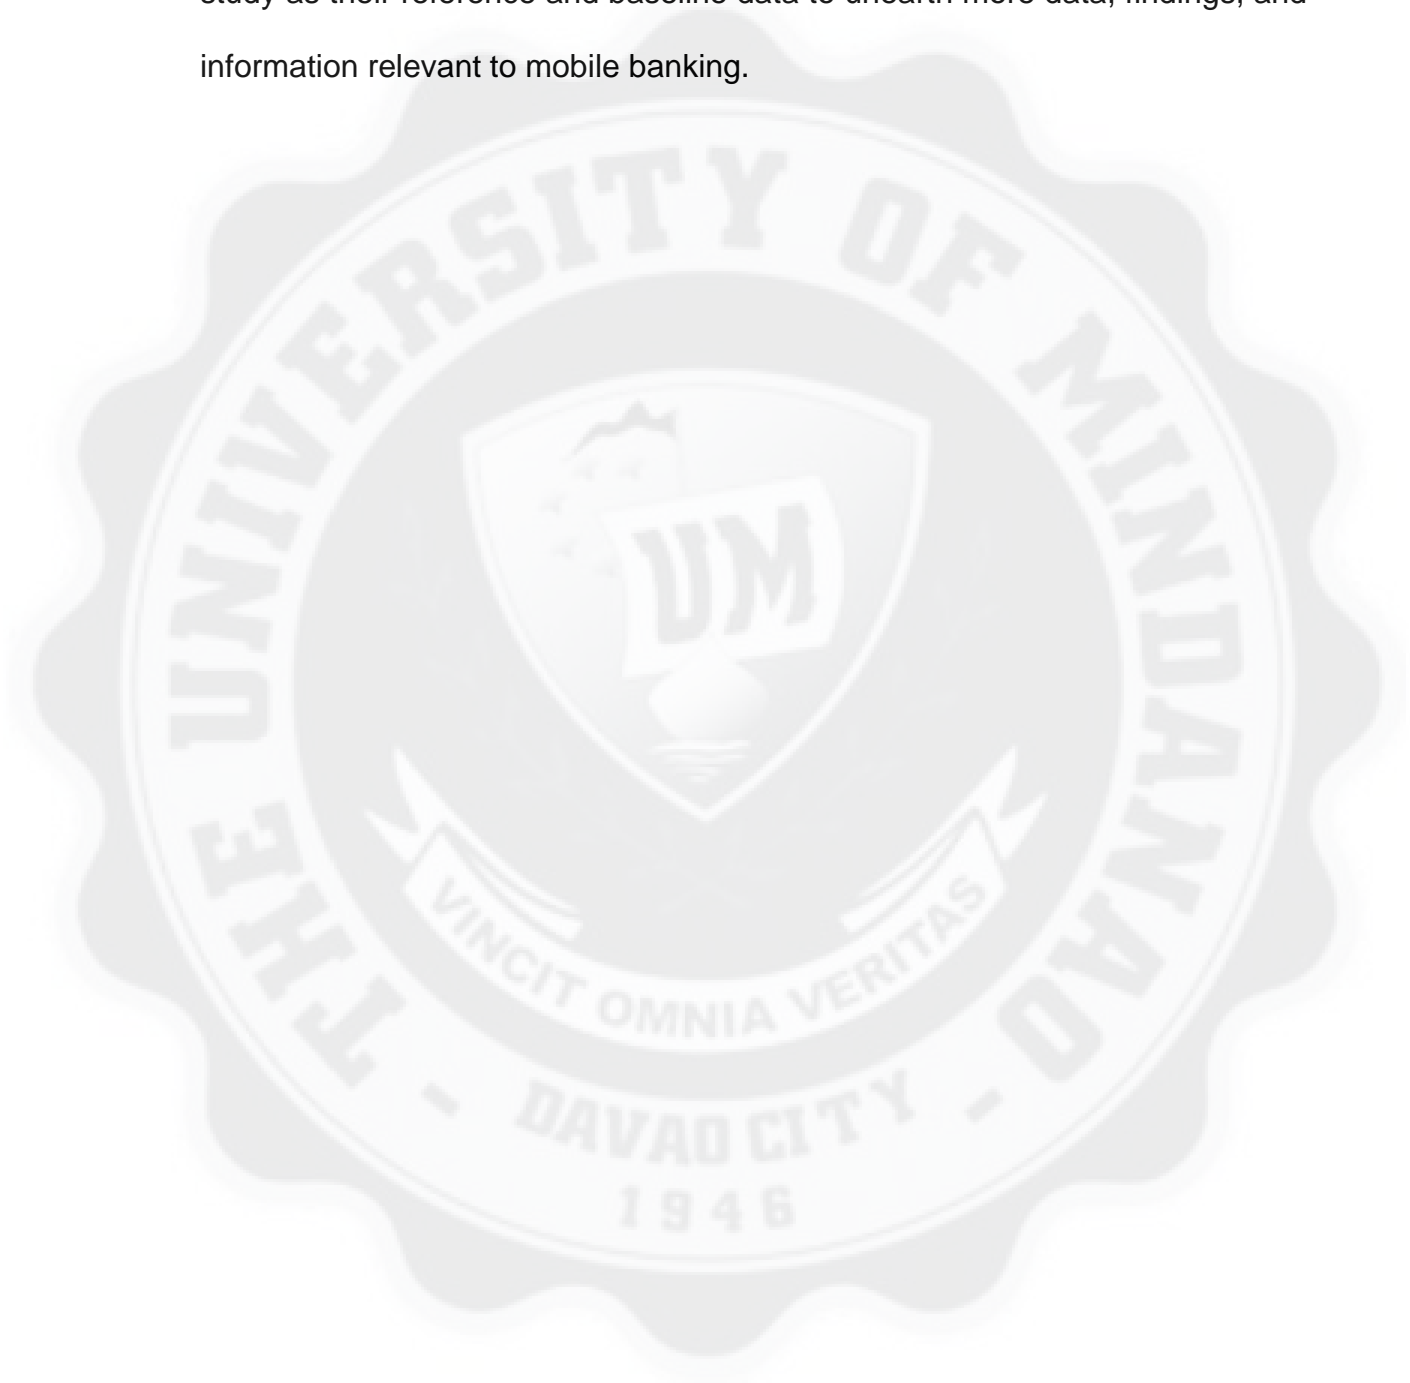 study as their reference and baseline data to unearth more data, findings, and
information relevant to mobile banking.
THE UNIVERSITY OF MINDANAO
UM
VINCIT OMNIA VERITAS
- DAVAO CITY -
1946